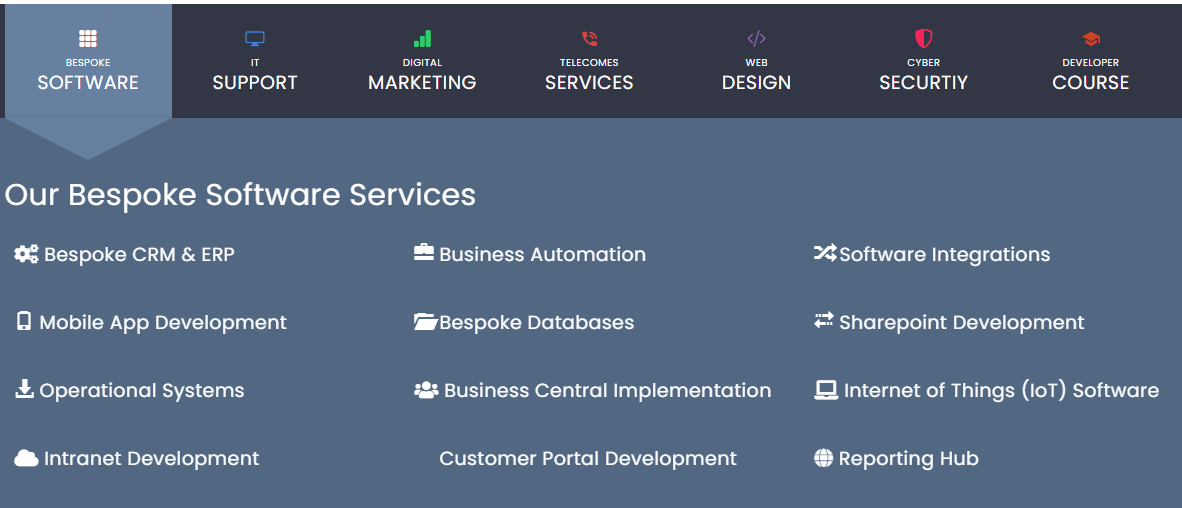 BESPOKE
SOFTWARE
IT
SUPPORT
DIGITAL
MARKETING
TELECOMES
SERVICES
WEB
DESIGN
CYBER
SECURTIY
DEVELOPER
COURSE
Our Bespoke Software Services
Bespoke CRM & ERP
Business Automation
Software Integrations
Mobile App Development
Bespoke Databases
Sharepoint Development
Operational Systems
Business Central Implementation
Internet of Things (IoT) Software
Intranet Development
Customer Portal Development
Reporting Hub